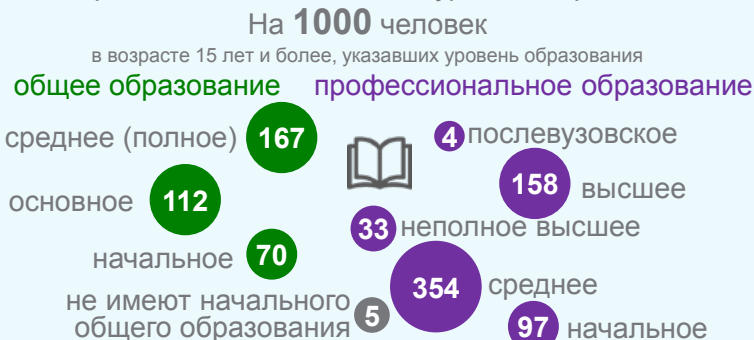 На 1000 человек
в возрасте 15 лет и более, указавших уровень образования
общее образование
профессиональное образование
среднее (полное) 167
основное 112
начальное 70
не имеют начального
общего образования 5
4 послевузовское
158 высшее
33 неполное высшее
354 среднее
97 начальное